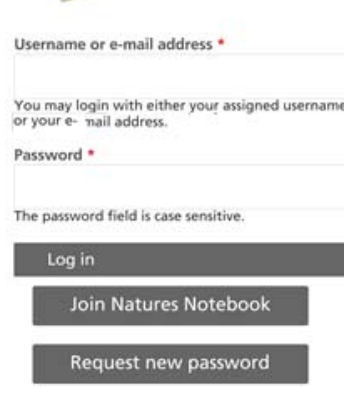 Username or e-mail address *
You may login with either your assigned username
or your e- mail address.
Password *
The password field is case sensitive.
Log in
Join Natures Notebook
Request new password